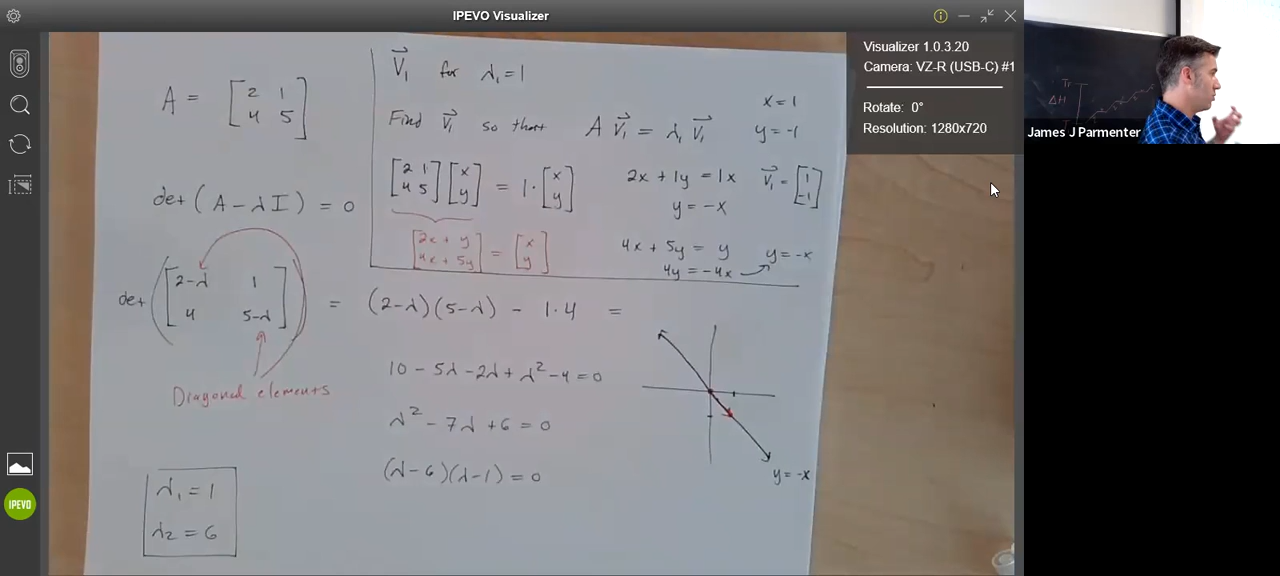 IPEVO Visualizer
Visualizer 1.0.3.20
Camera: VZ-R (USB-C) #1
Rotate: 0°
Resolution: 1280x720
James J Parmenter
ΔH
IPEVO
A = [2 1
4 5]
det (A - λI) = 0
det ([2-λ 1
4 5-λ]) = (2-λ)(5-λ) - 1·4 =
Diagonal elements
10 - 5λ - 2λ + λ² - 4 = 0
λ² - 7λ + 6 = 0
(λ-6)(λ-1) = 0
λ₁ = 1
λ₂ = 6
V⃗₁ for λ₁ = 1
Find V⃗₁ so that A V⃗₁ = λ₁ V⃗₁
[2 1
4 5] [x
y] = 1· [x
y]
[2x + y
4x + 5y] = [x
y]
2x + 1y = 1x
y = -x
4x + 5y = y
4y = -4x
y = -x
x = 1
y = -1
V⃗₁ = [1
-1]
y = -x